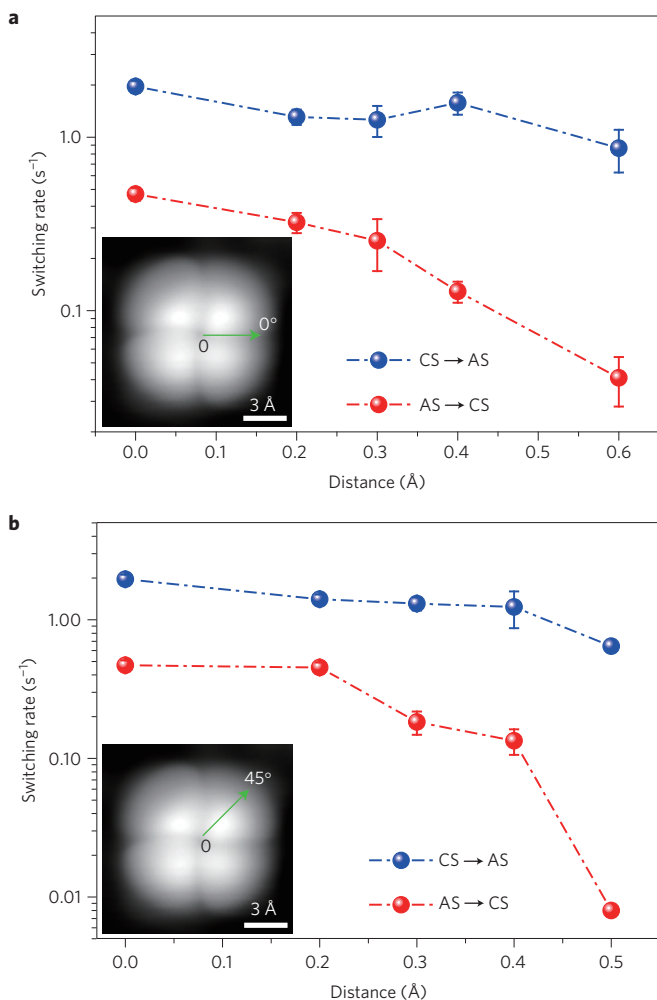 a
Switching rate (s⁻¹)
1.0
0.1
0°
0
3 Å
CS → AS
AS → CS
0.0 0.1 0.2 0.3 0.4 0.5 0.6
Distance (Å)
b
Switching rate (s⁻¹)
1.00
0.10
0.01
45°
0
3 Å
CS → AS
AS → CS
0.0 0.1 0.2 0.3 0.4 0.5
Distance (Å)